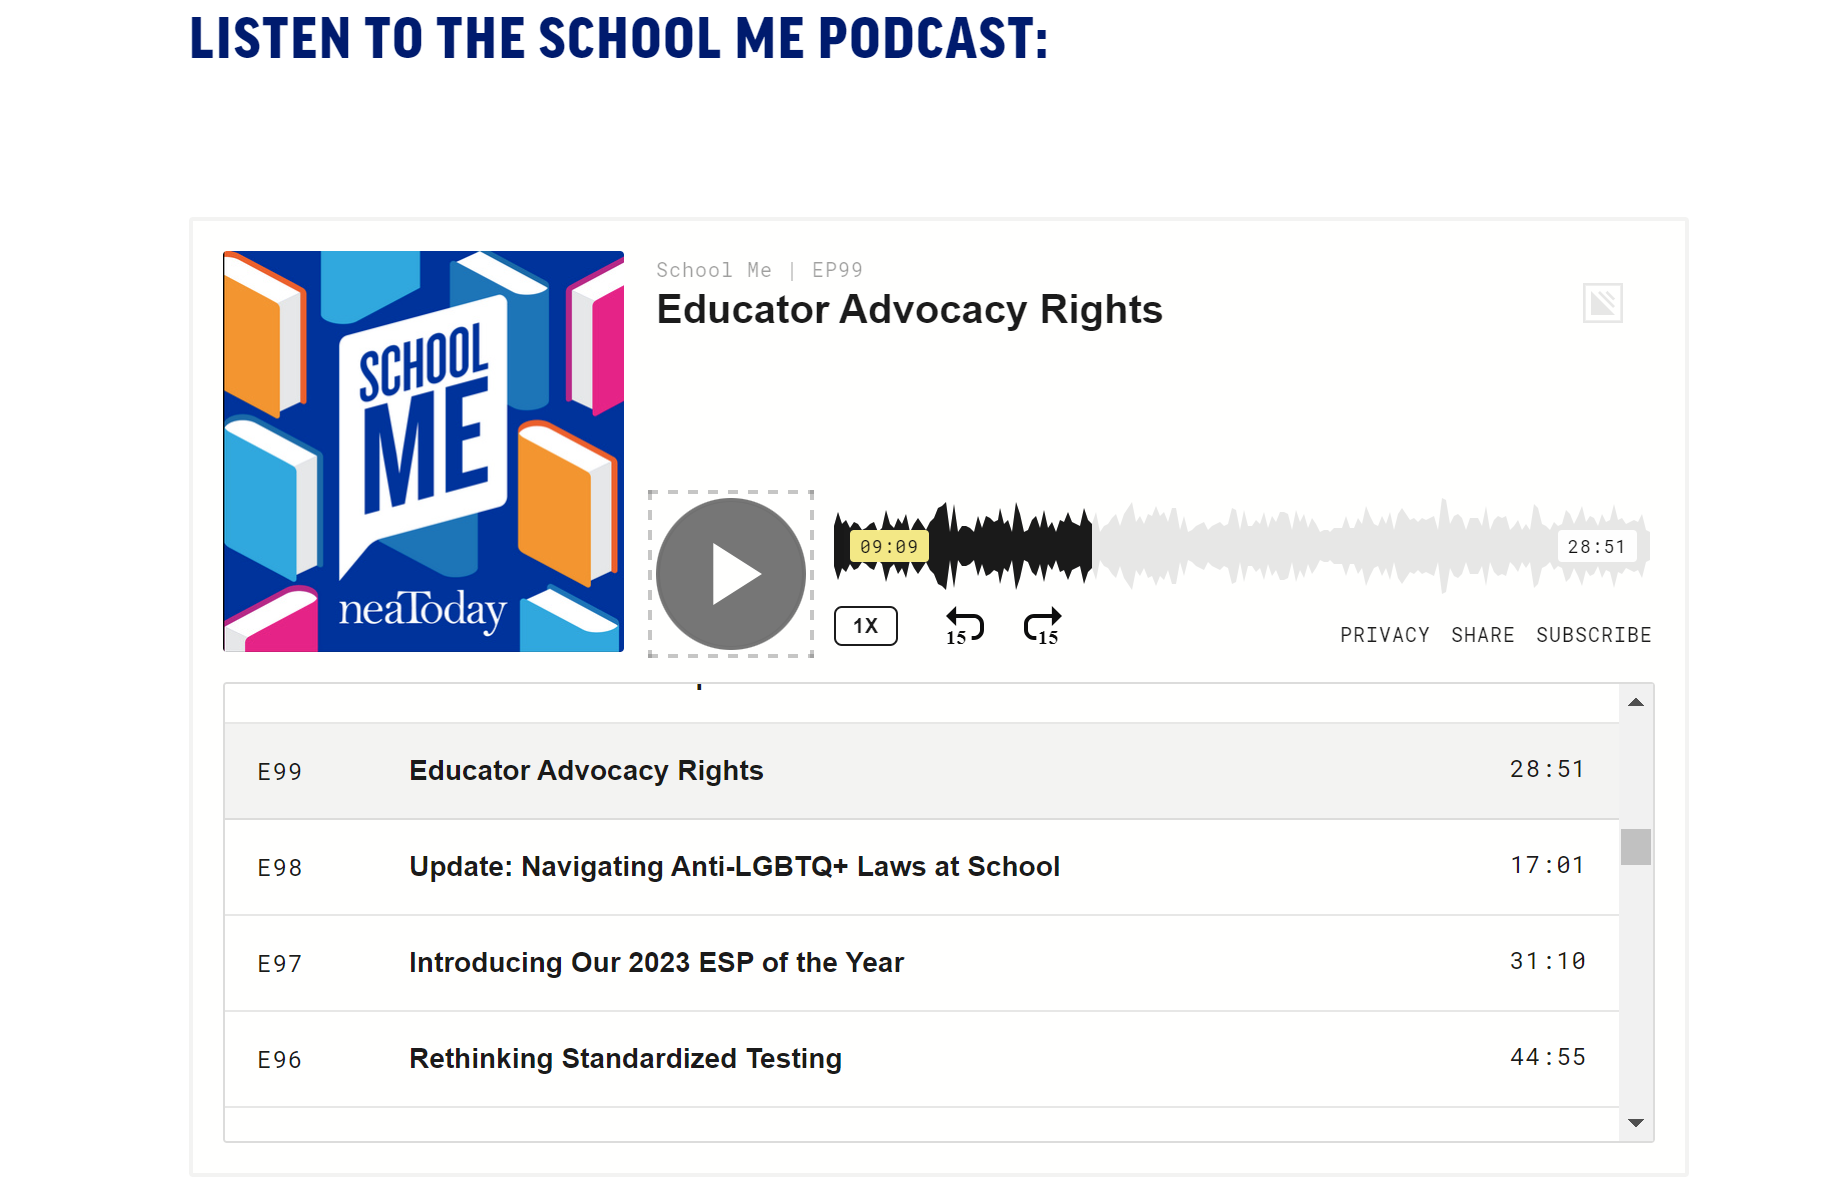 LISTEN TO THE SCHOOL ME PODCAST:
SCHOOL
ME
neaToday
School Me | EP99
Educator Advocacy Rights
09:09
28:51
1X
15
15
PRIVACY SHARE SUBSCRIBE
E99 Educator Advocacy Rights 28:51
E98 Update: Navigating Anti-LGBTQ+ Laws at School 17:01
E97 Introducing Our 2023 ESP of the Year 31:10
E96 Rethinking Standardized Testing 44:55